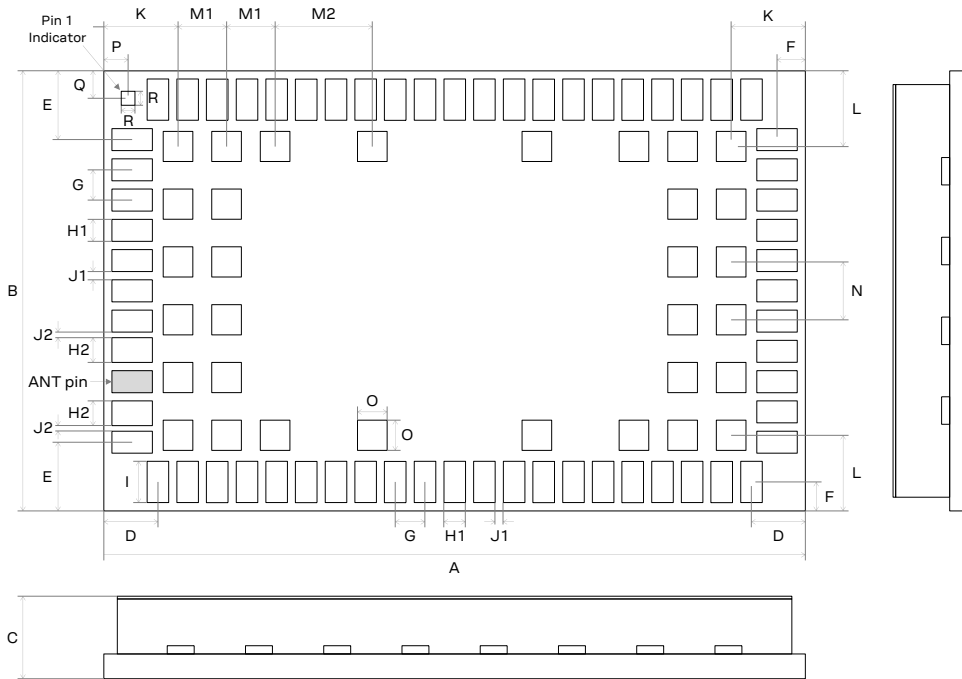 K M1 M1 M2 K
Pin 1
Indicator
P F
Q
E R L
R
G
H1
J1
B N
J2
H2
ANT pin
O
H2 O
J2
E I L
F
D G H1 J1 D
A
C